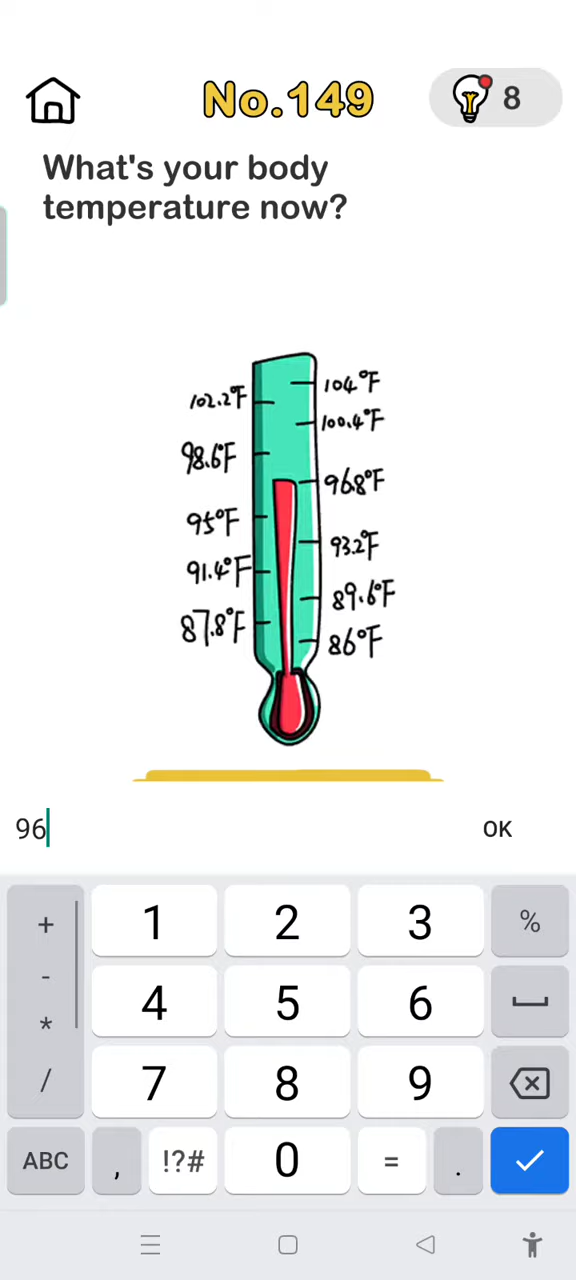 No.149
8
What's your body
temperature now?
104°F
102.2°F
100.4°F
98.6°F
96.8°F
95°F
93.2°F
91.4°F
89.6°F
87.8°F
86°F
96
OK
+ 1 2 3 %
-
* 4 5 6
/ 7 8 9
ABC , !?# 0 = .